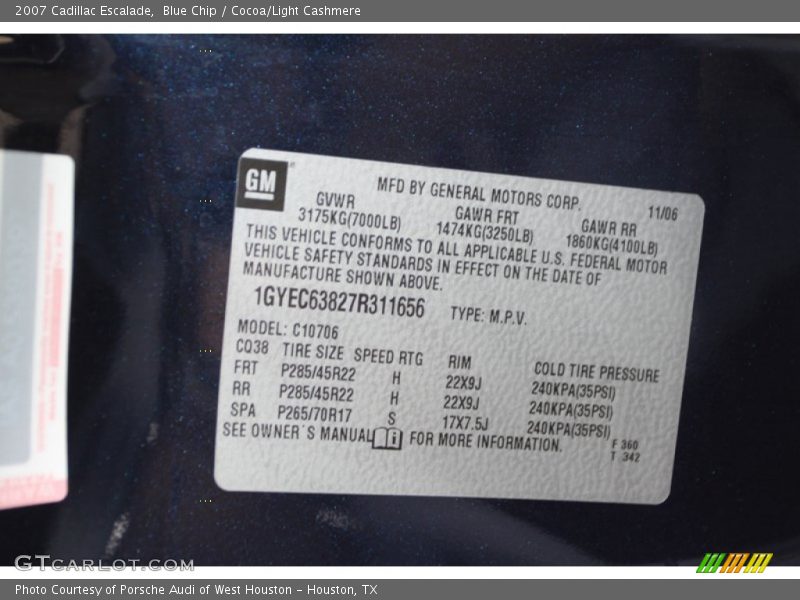 2007 Cadillac Escalade, Blue Chip / Cocoa/Light Cashmere
GM
MFD BY GENERAL MOTORS CORP. 11/06
GVWR GAWR FRT GAWR RR
3175KG(7000LB) 1474KG(3250LB) 1860KG(4100LB)
THIS VEHICLE CONFORMS TO ALL APPLICABLE U.S. FEDERAL MOTOR
VEHICLE SAFETY STANDARDS IN EFFECT ON THE DATE OF
MANUFACTURE SHOWN ABOVE.
1GYEC63827R311656 TYPE: M.P.V.
MODEL: C10706
CQ38 TIRE SIZE SPEED RTG RIM COLD TIRE PRESSURE
FRT P285/45R22 H 22X9J 240KPA(35PSI)
RR P285/45R22 H 22X9J 240KPA(35PSI)
SPA P265/70R17 S 17X7.5J 240KPA(35PSI)
SEE OWNER'S MANUAL FOR MORE INFORMATION.
F 360
T 342
GTCARLOT.COM
Photo Courtesy of Porsche Audi of West Houston - Houston, TX